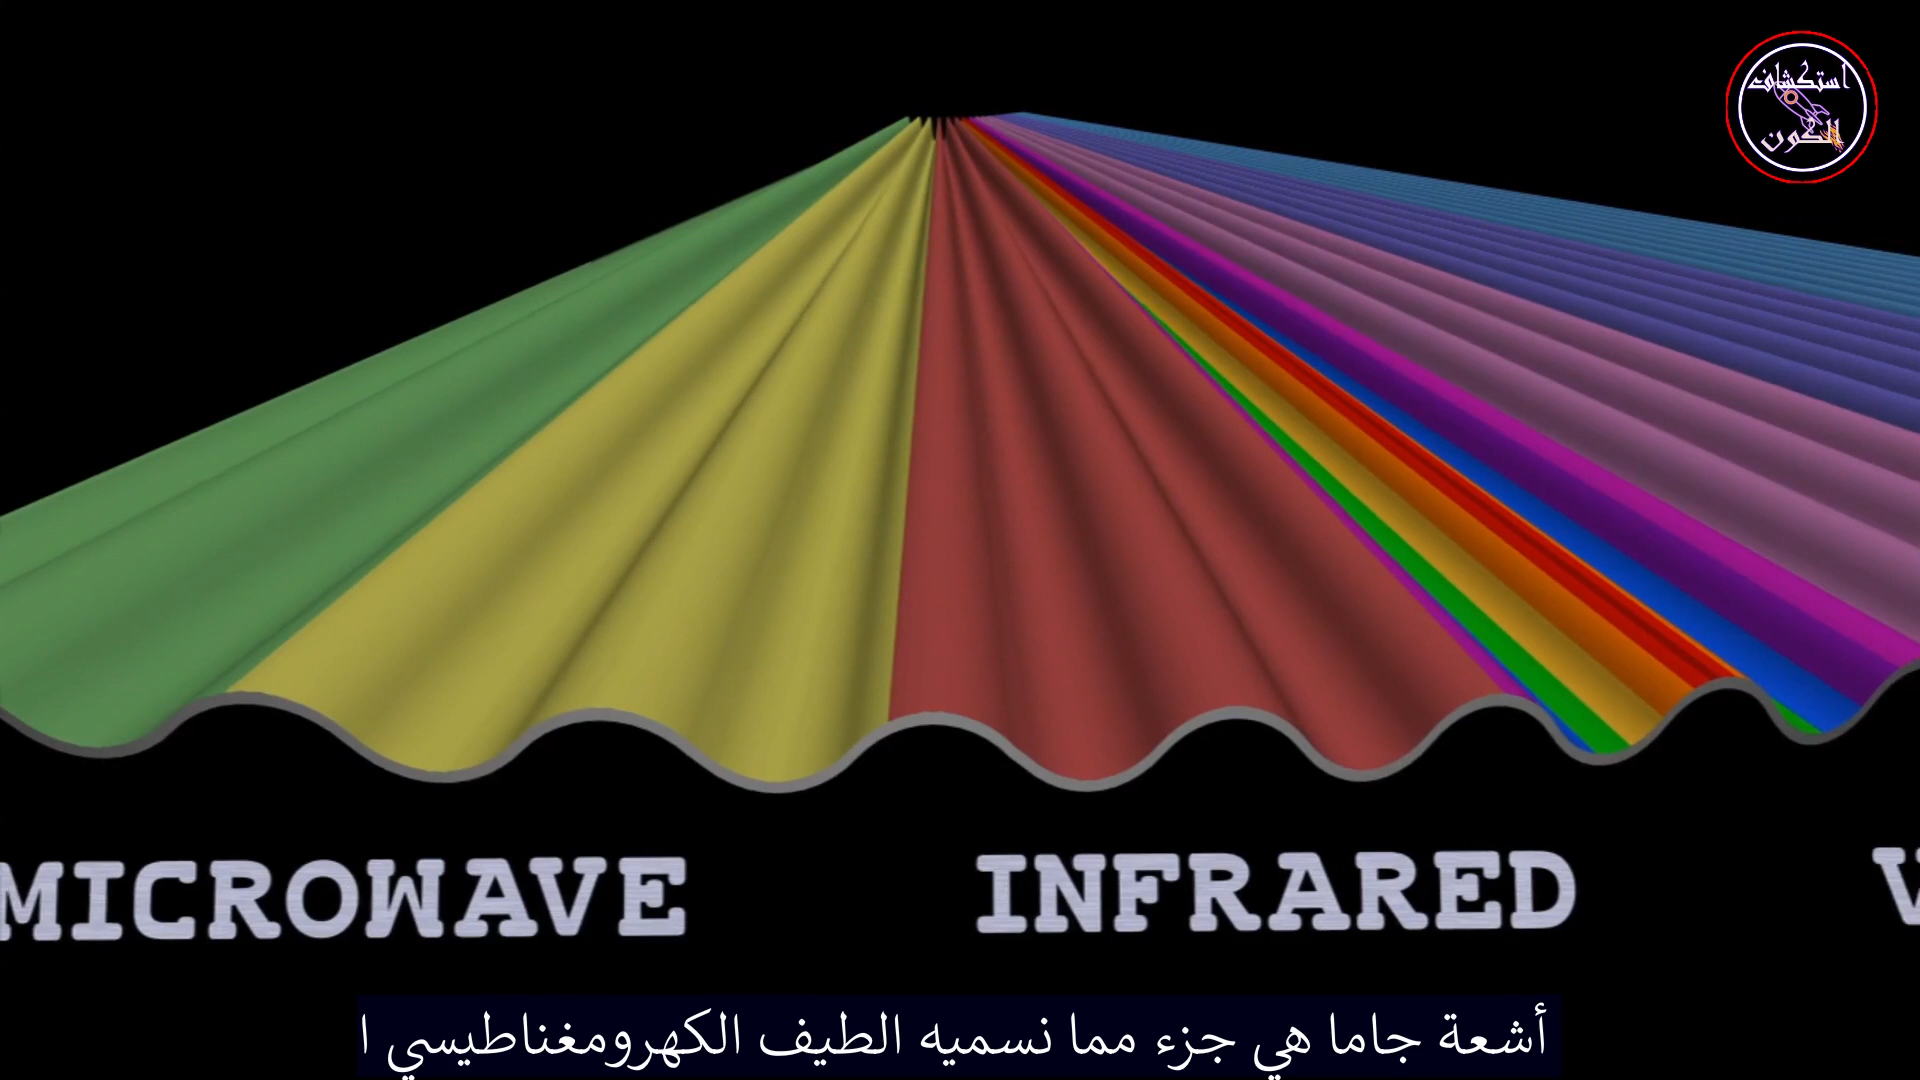 استكشاف
الكون
MICROWAVE INFRARED V
أشعة جاما هي جزء مما نسميه الطيف الكهرومغناطيسي ا